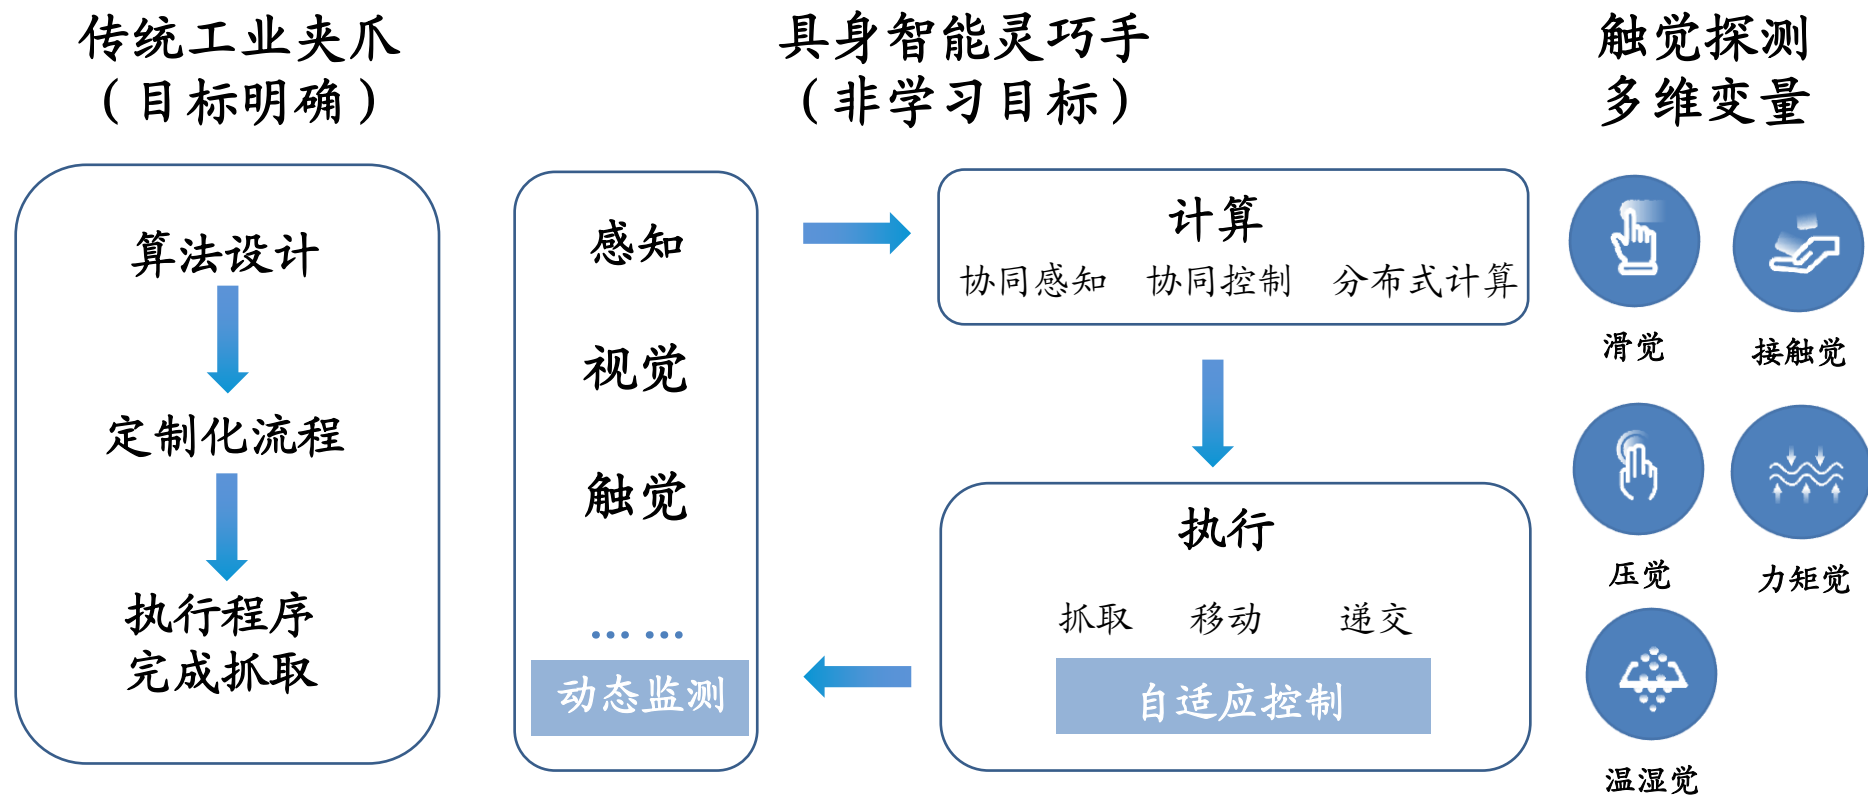 传统工业夹爪
（目标明确）
算法设计
定制化流程
执行程序
完成抓取
具身智能灵巧手
（非学习目标）
感知
视觉
触觉
… …
动态监测
计算
协同感知 协同控制 分布式计算
执行
抓取 移动 递交
自适应控制
触觉探测
多维变量
滑觉 接触觉
压觉 力矩觉
温湿觉